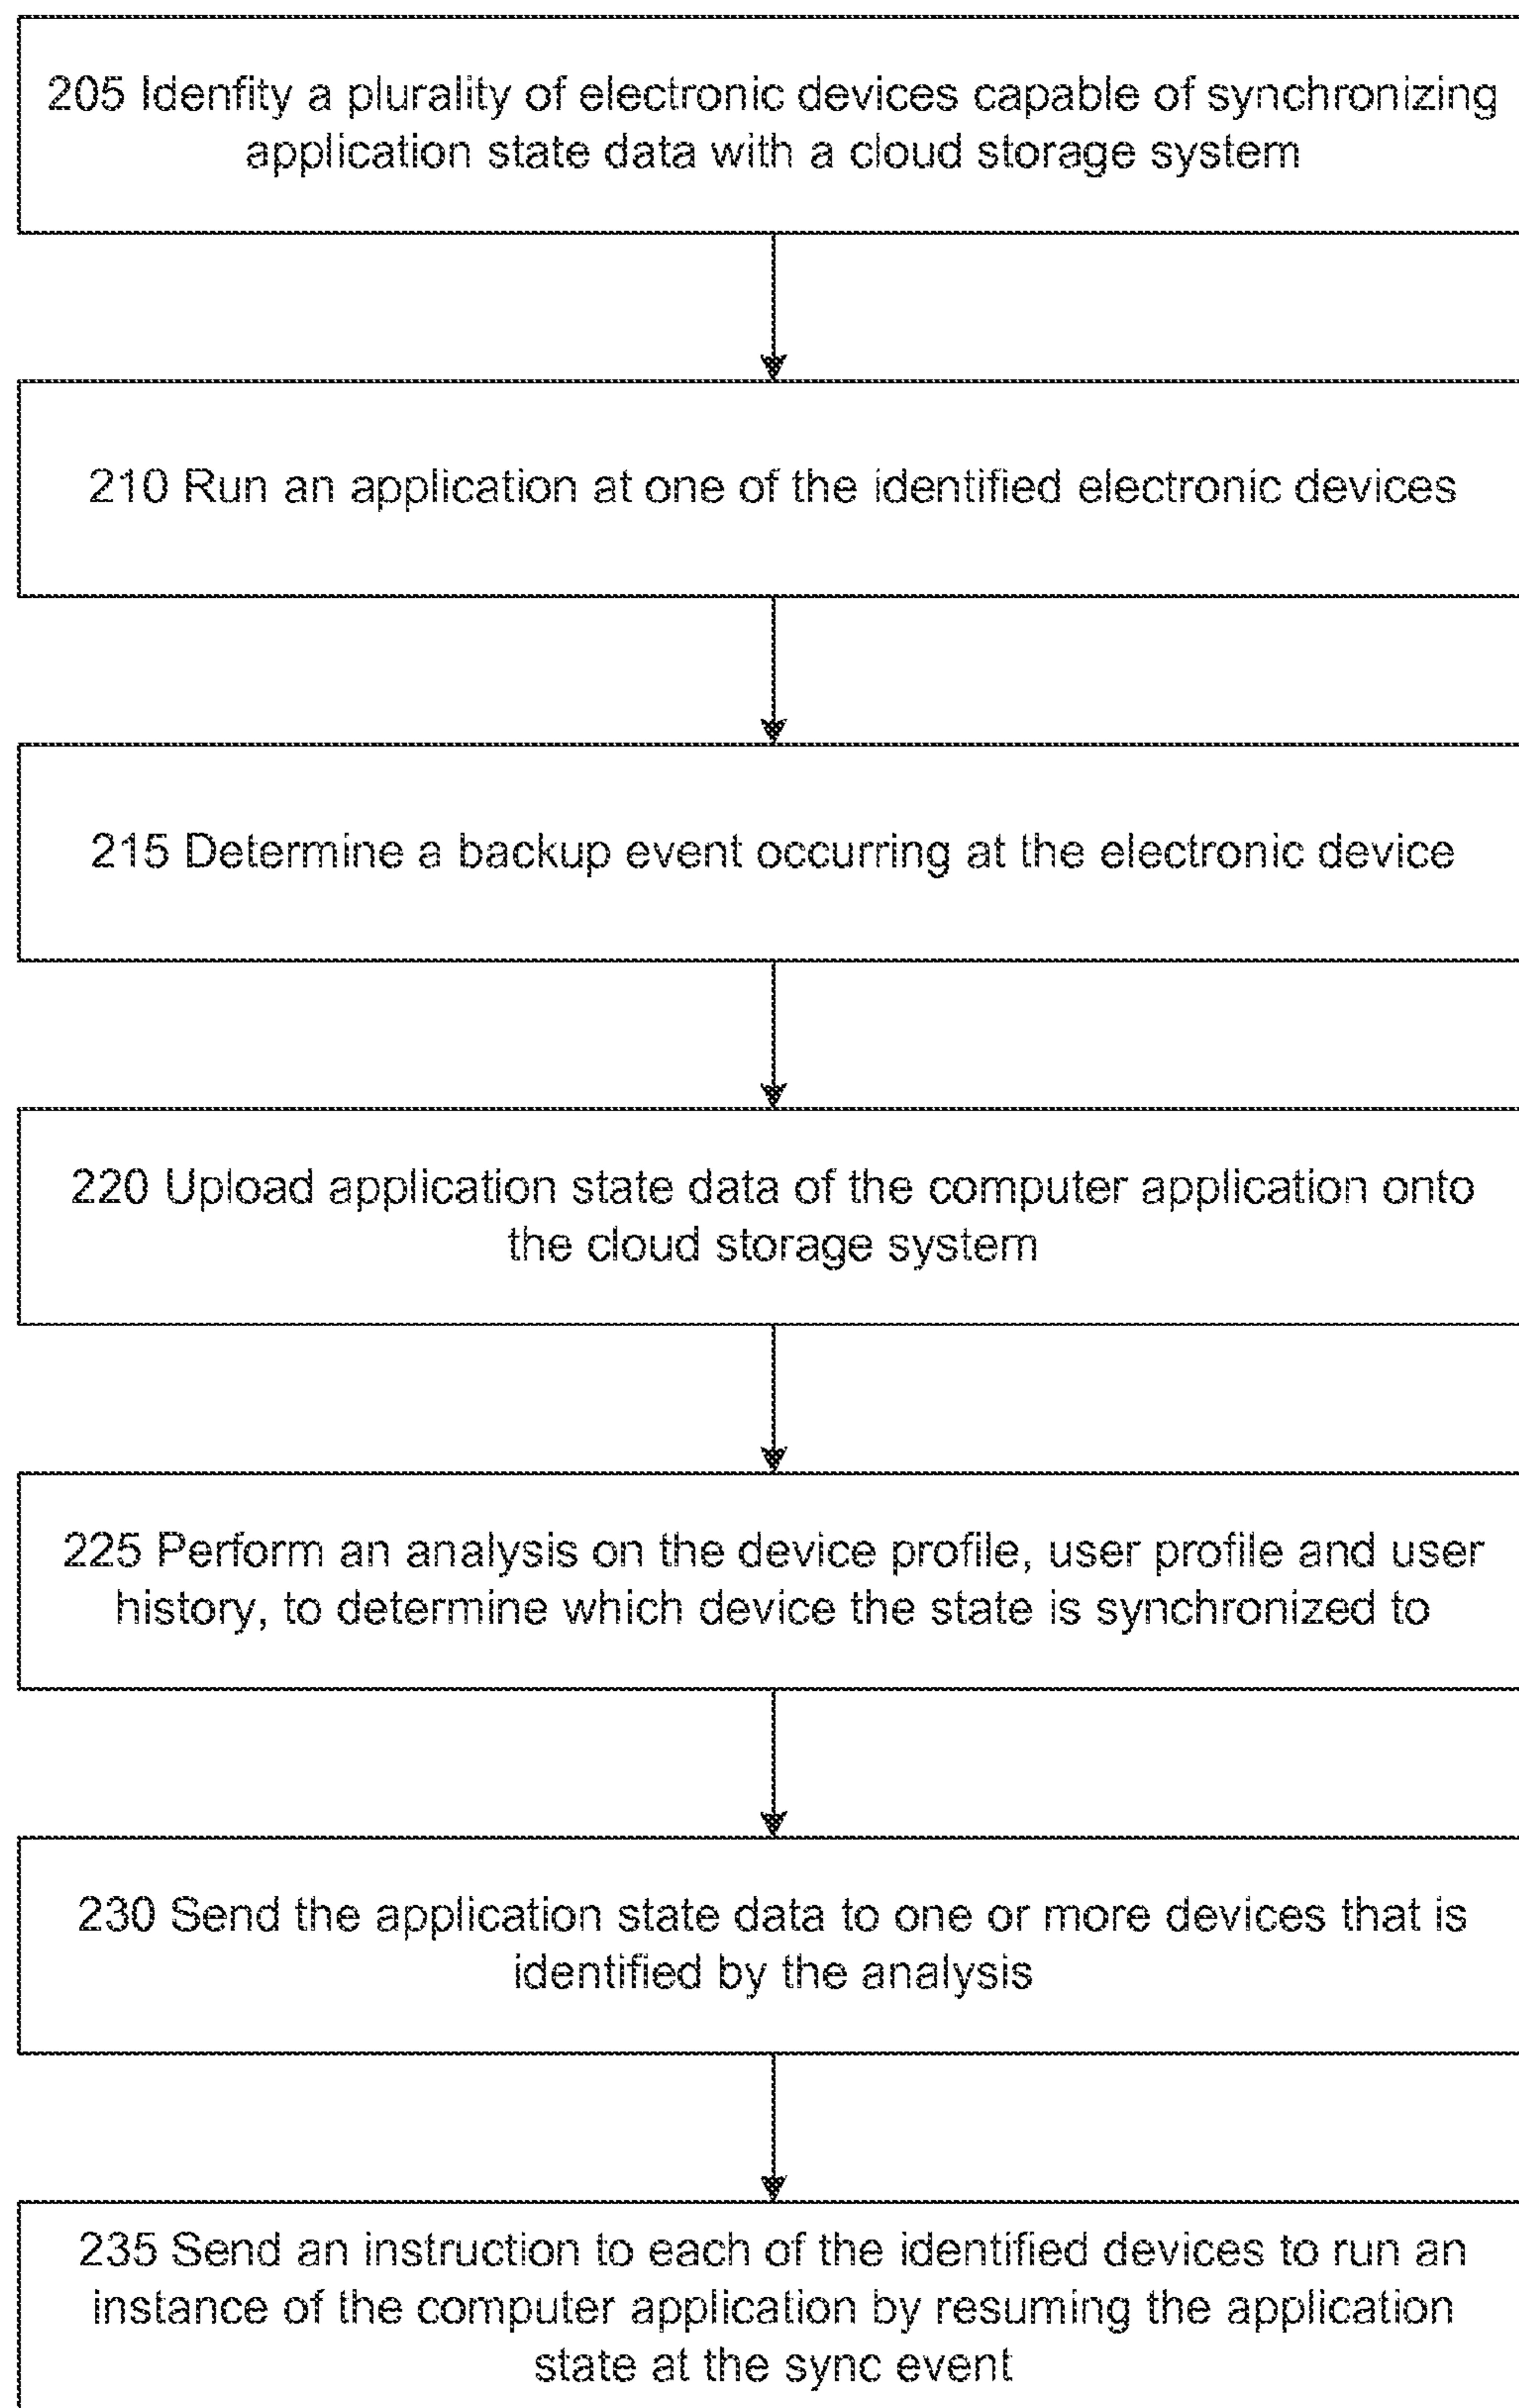 205 Idenfity a plurality of electronic devices capable of synchronizing
application state data with a cloud storage system
210 Run an application at one of the identified electronic devices
215 Determine a backup event occurring at the electronic device
220 Upload application state data of the computer application onto
the cloud storage system
225 Perform an analysis on the device profile, user profile and user
history, to determine which device the state is synchronized to
230 Send the application state data to one or more devices that is
identified by the analysis
235 Send an instruction to each of the identified devices to run an
instance of the computer application by resuming the application
state at the sync event